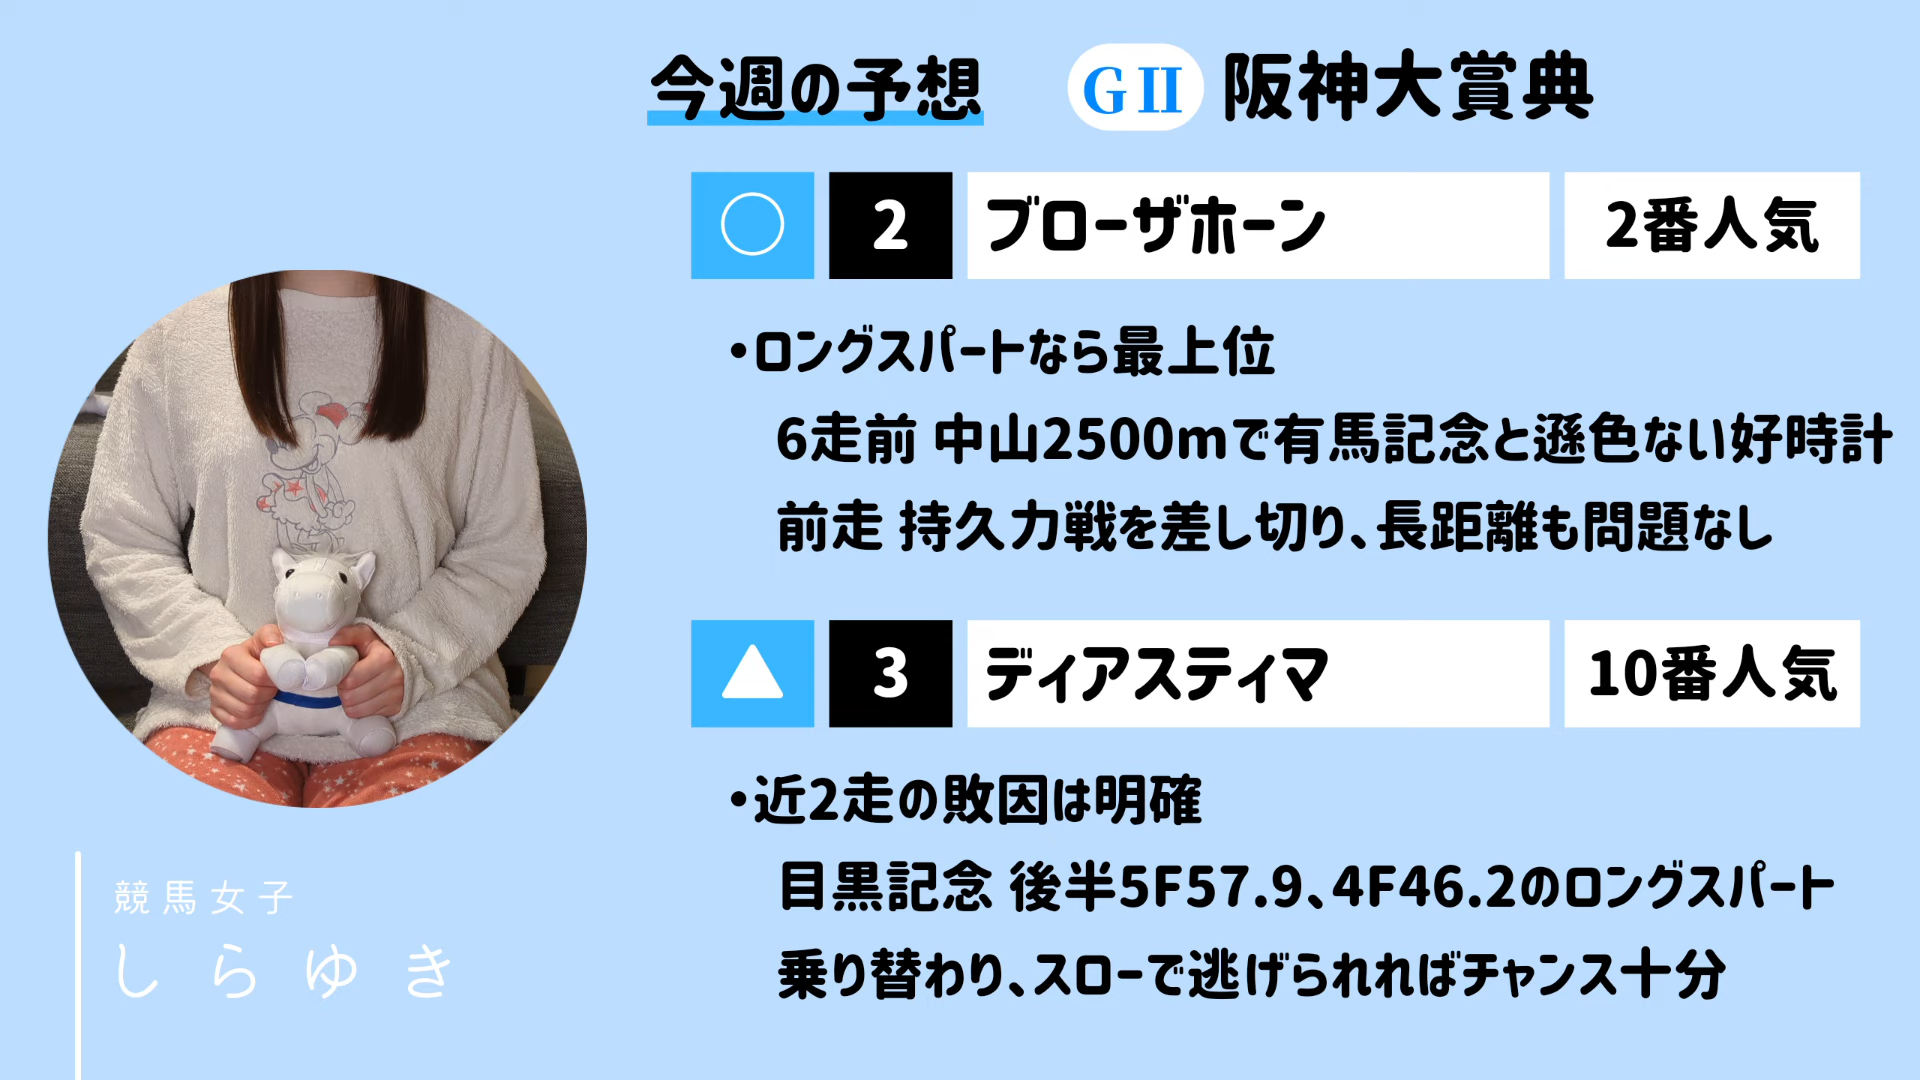 今週の予想 GⅡ 阪神大賞典
○ 2 ブローザホーン 2番人気
・ロングスパートなら最上位
6走前 中山2500mで有馬記念と遜色ない好時計
前走 持久力戦を差し切り、長距離も問題なし
▲ 3 ディアスティマ 10番人気
・近2走の敗因は明確
目黒記念 後半5F57.9、4F46.2のロングスパート
乗り替わり、スローで逃げられればチャンス十分
競馬女子
しらゆき